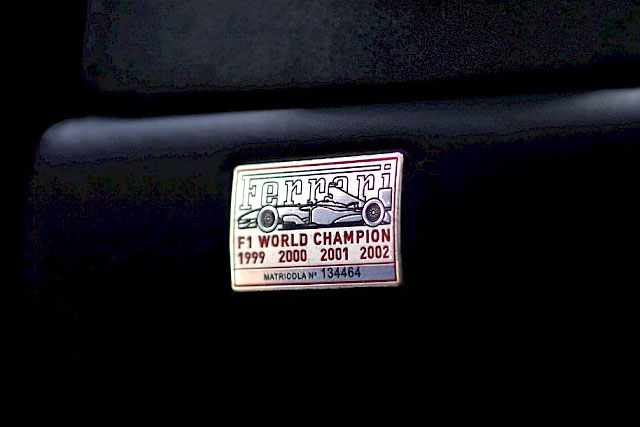 Ferrari
F1 WORLD CHAMPION
1999 2000 2001 2002
MATRICOLA Nº 134464